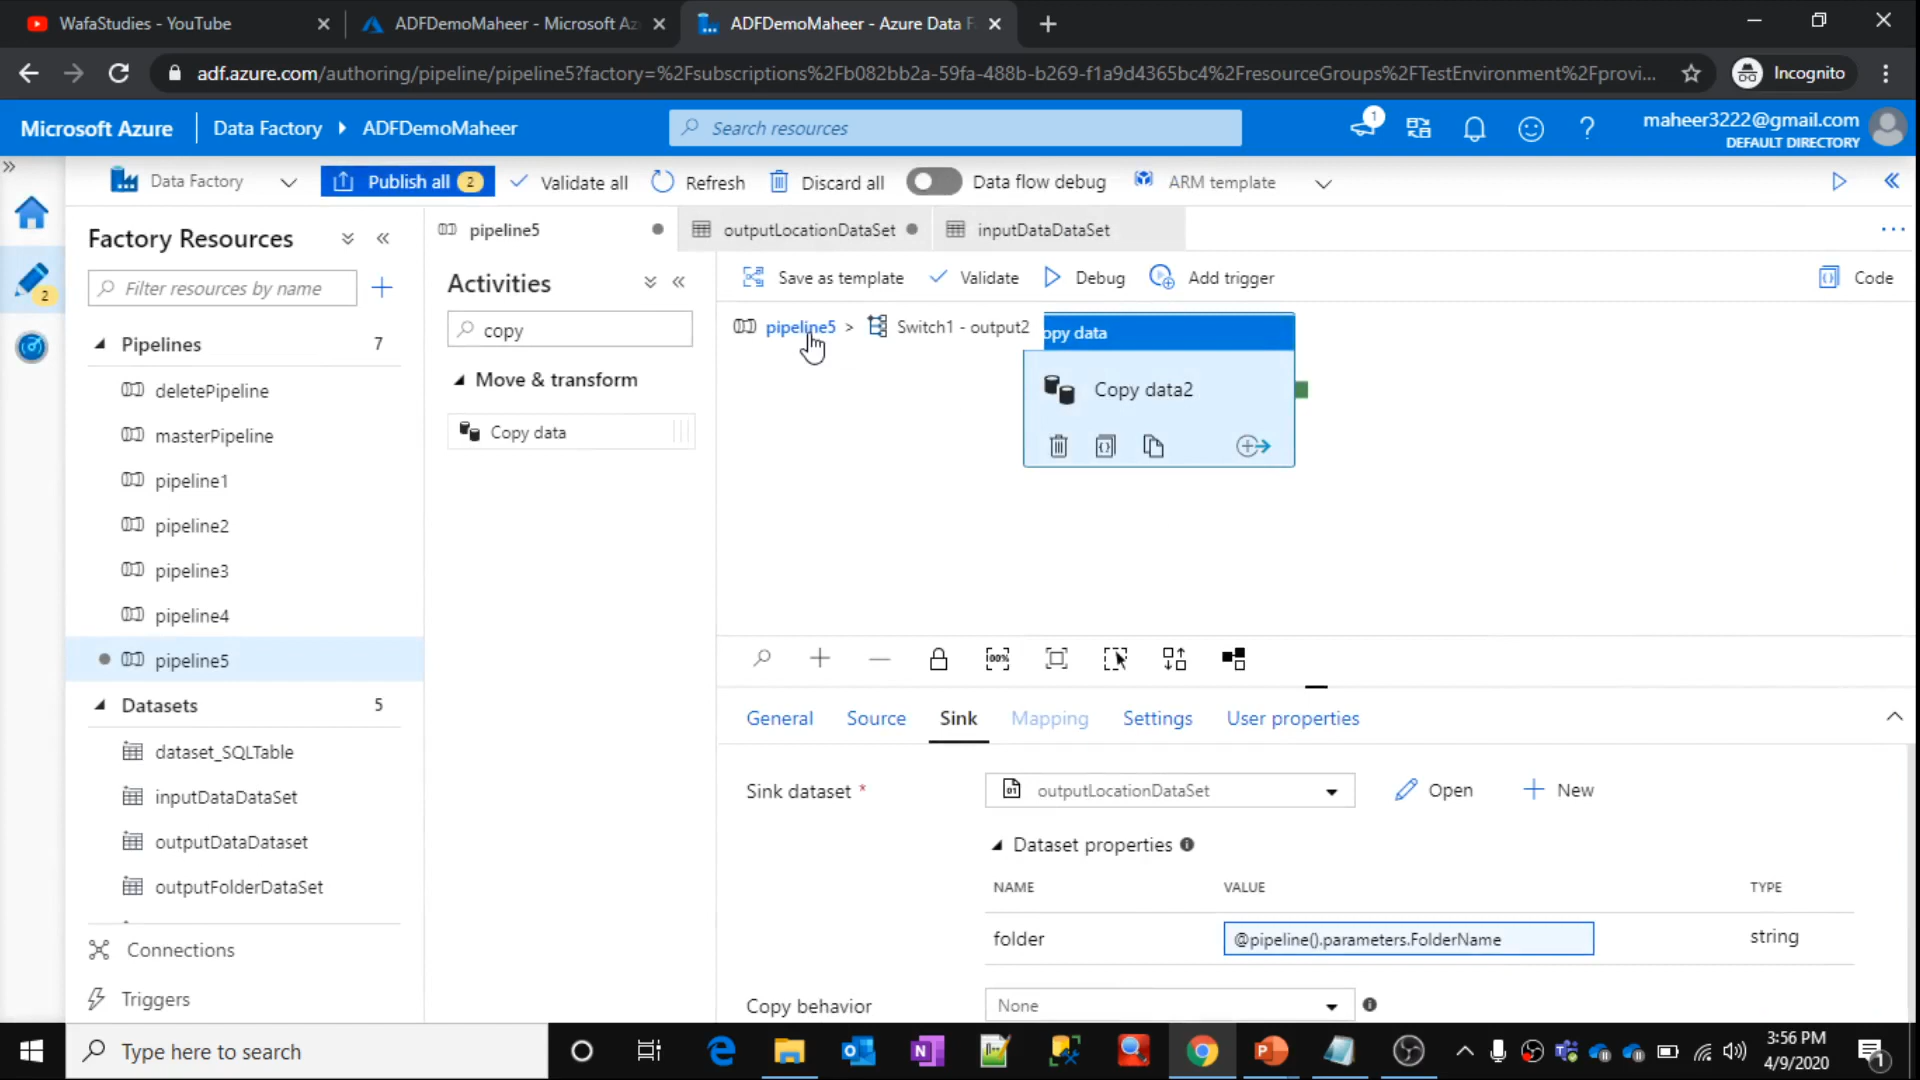 WafaStudies - YouTube
ADFDemoMaheer - Microsoft Az
ADFDemoMaheer - Azure Data F
adf.azure.com/authoring/pipeline/pipeline5?factory=%2Fsubscriptions%2Fb082bb2a-59fa-488b-b269-f1a9d4365bc4%2FresourceGroups%2FTestEnvironment%2Fprovi...
Incognito
Microsoft Azure
Data Factory
ADFDemoMaheer
Search resources
1
maheer3222@gmail.com
DEFAULT DIRECTORY
Data Factory
Publish all 2
Validate all
Refresh
Discard all
Data flow debug
ARM template
2
Factory Resources
Filter resources by name
Pipelines 7
deletePipeline
masterPipeline
pipeline1
pipeline2
pipeline3
pipeline4
pipeline5
Datasets 5
dataset_SQLTable
inputDataDataSet
outputDataDataset
outputFolderDataSet
Connections
Triggers
pipeline5
outputLocationDataSet
inputDataDataSet
Activities
copy
Move & transform
Copy data
Save as template
Validate
Debug
Add trigger
Code
pipeline5 > Switch1 - output2
opy data
Copy data2
100%
General
Source
Sink
Mapping
Settings
User properties
Sink dataset *
outputLocationDataSet
Open
New
Dataset properties
NAME VALUE TYPE
folder @pipeline().parameters.FolderName string
Copy behavior
None
Type here to search
3:56 PM
4/9/2020
1